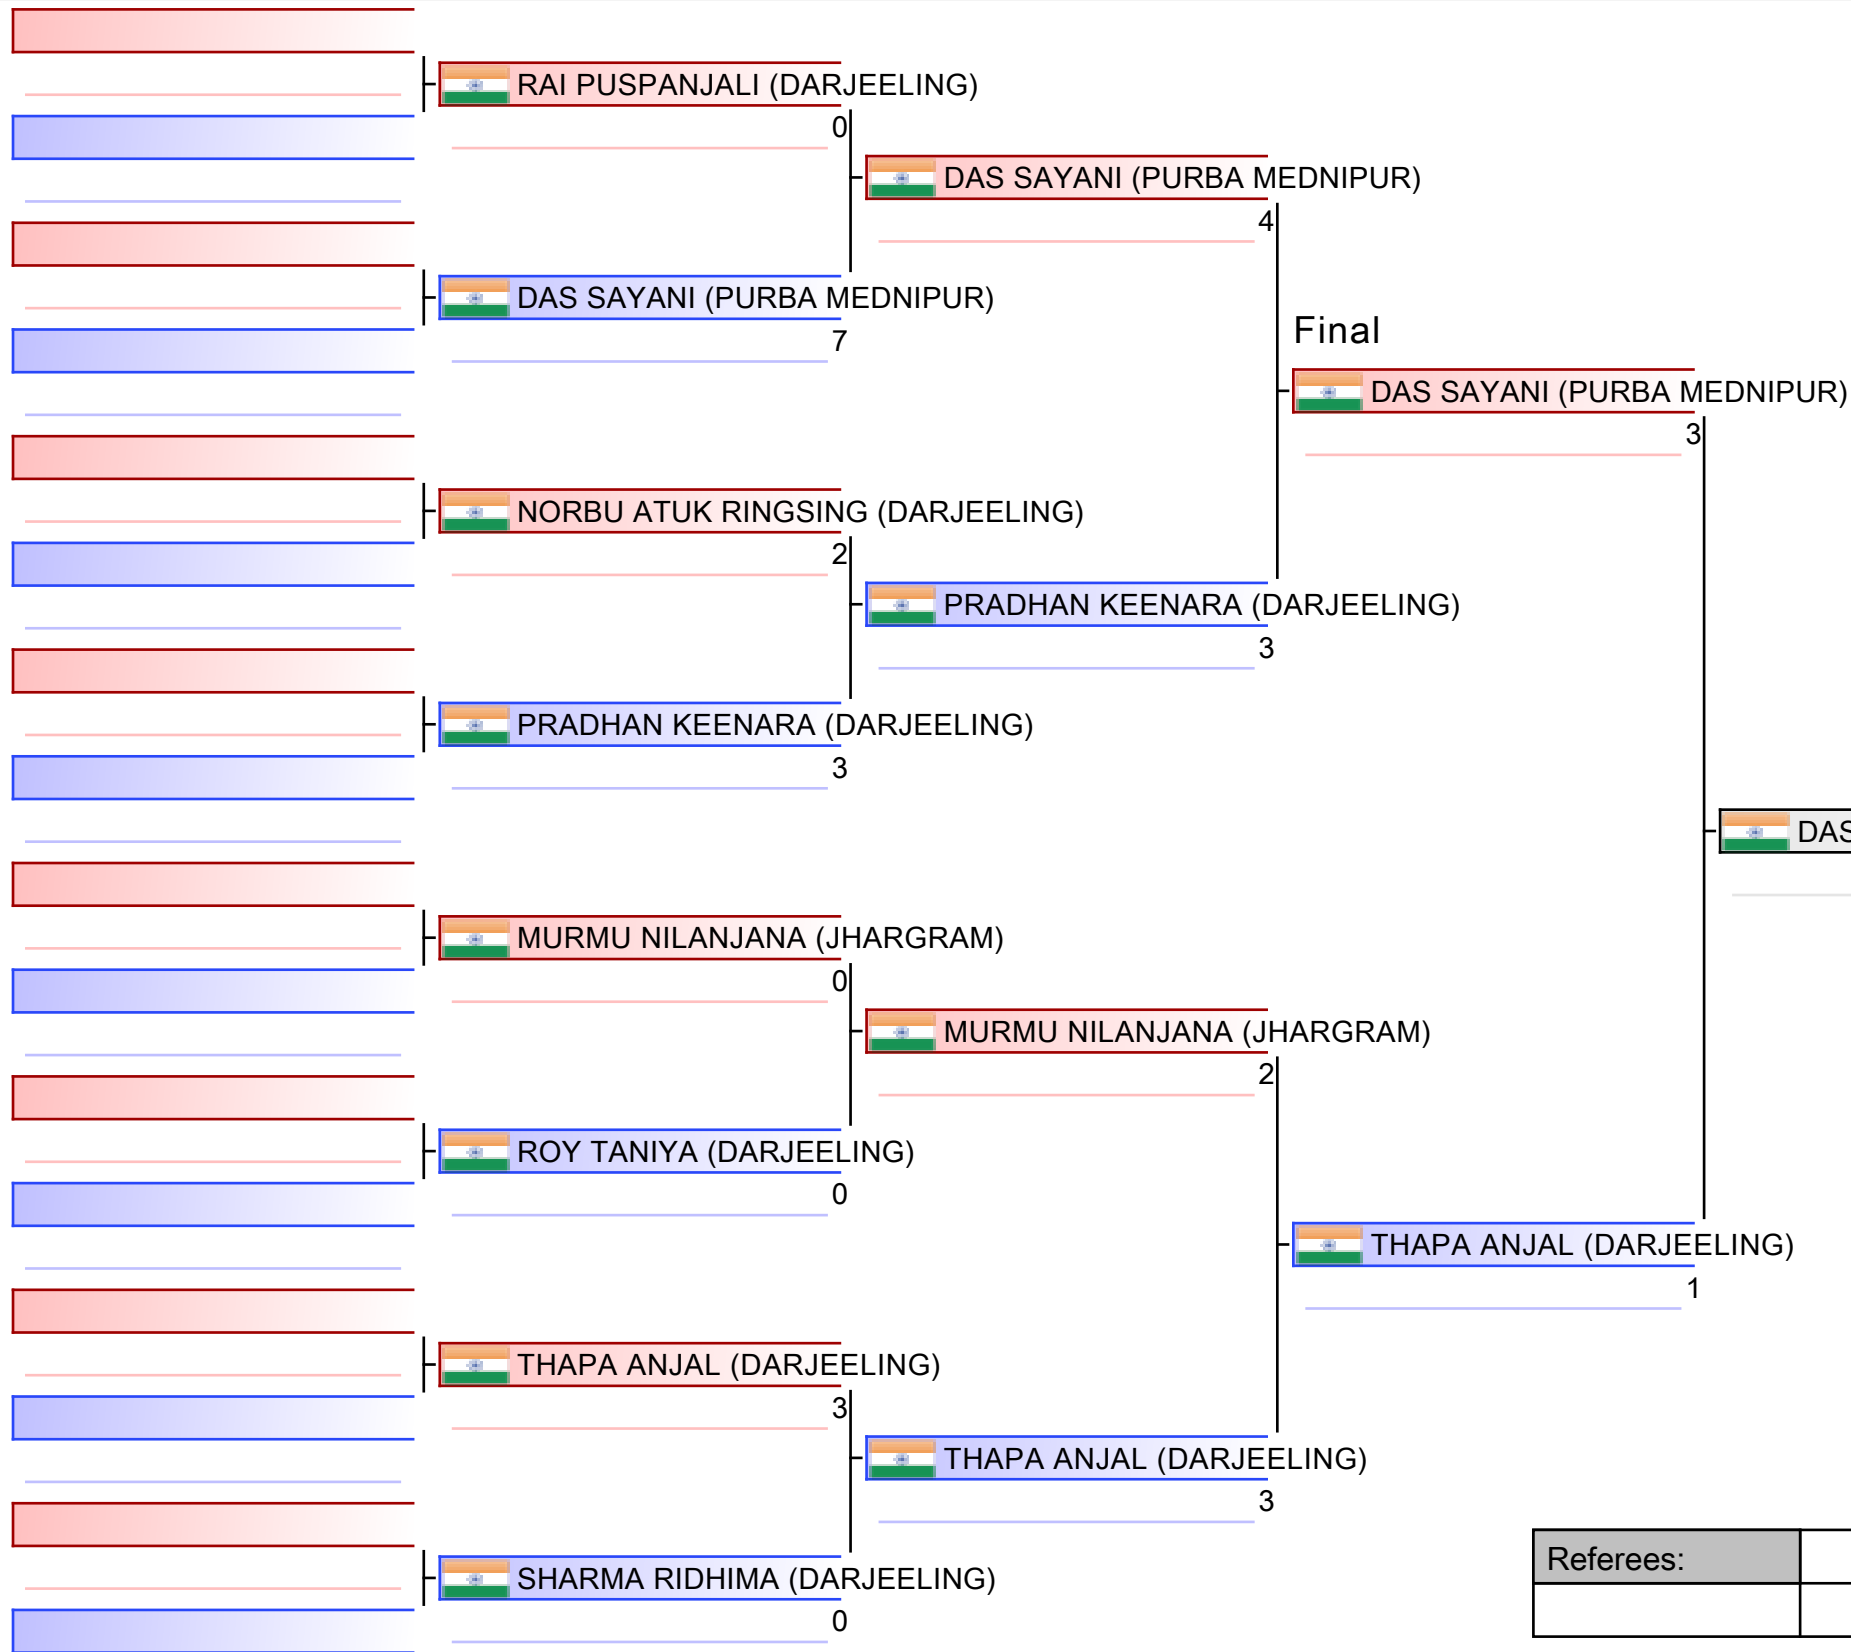 RAI PUSPANJALI (DARJEELING)
0
DAS SAYANI (PURBA MEDNIPUR)
4
DAS SAYANI (PURBA MEDNIPUR)
7
Final
DAS SAYANI (PURBA MEDNIPUR)
3
NORBU ATUK RINGSING (DARJEELING)
2
PRADHAN KEENARA (DARJEELING)
3
PRADHAN KEENARA (DARJEELING)
3
DAS
MURMU NILANJANA (JHARGRAM)
0
MURMU NILANJANA (JHARGRAM)
2
ROY TANIYA (DARJEELING)
0
THAPA ANJAL (DARJEELING)
1
THAPA ANJAL (DARJEELING)
3
THAPA ANJAL (DARJEELING)
3
Referees:
SHARMA RIDHIMA (DARJEELING)
0